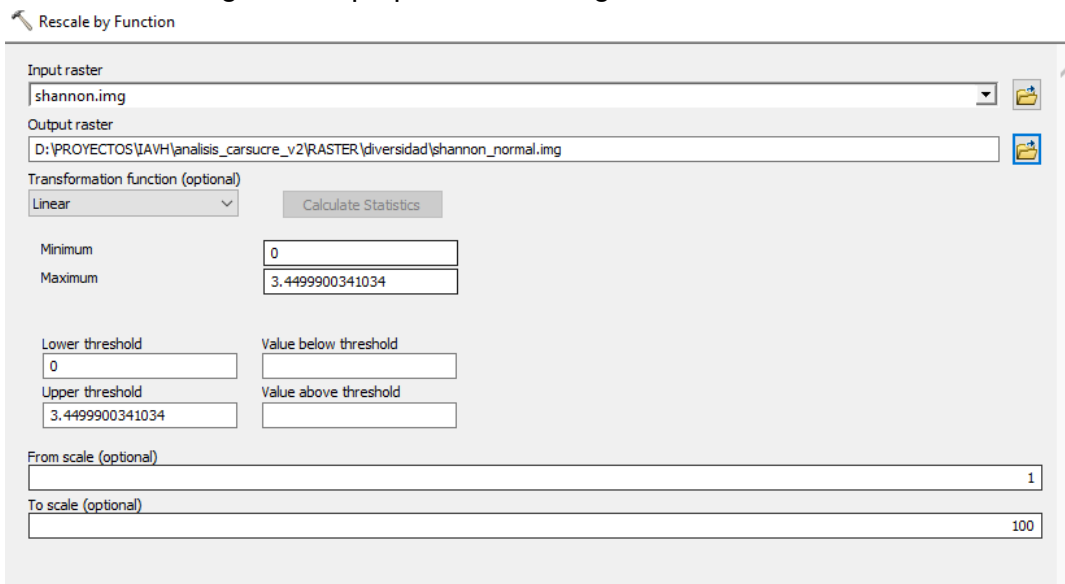 Rescale by Function
Input raster
shannon.img
Output raster
D:\PROYECTOS\IAVH\analisis_carsucre_v2\RASTER\diversidad\shannon_normal.img
Transformation function (optional)
Linear
Calculate Statistics
Minimum
0
Maximum
3.4499900341034
Lower threshold
Value below threshold
0
Upper threshold
Value above threshold
3.4499900341034
From scale (optional)
1
To scale (optional)
100